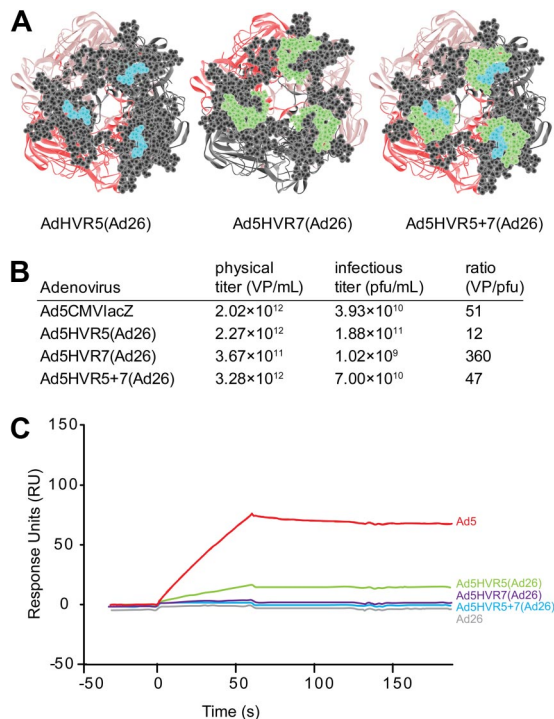 A
AdHVR5(Ad26) Ad5HVR7(Ad26) Ad5HVR5+7(Ad26)
B
Adenovirus physical titer (VP/mL) infectious titer (pfu/mL) ratio (VP/pfu)
Ad5CMVlacZ 2.02×10¹² 3.93×10¹⁰ 51
Ad5HVR5(Ad26) 2.27×10¹² 1.88×10¹¹ 12
Ad5HVR7(Ad26) 3.67×10¹¹ 1.02×10⁹ 360
Ad5HVR5+7(Ad26) 3.28×10¹² 7.00×10¹⁰ 47
C
Response Units (RU)
150
100
50
0
-50
Ad5
Ad5HVR5(Ad26)
Ad5HVR7(Ad26)
Ad5HVR5+7(Ad26)
Ad26
-50 0 50 100 150
Time (s)